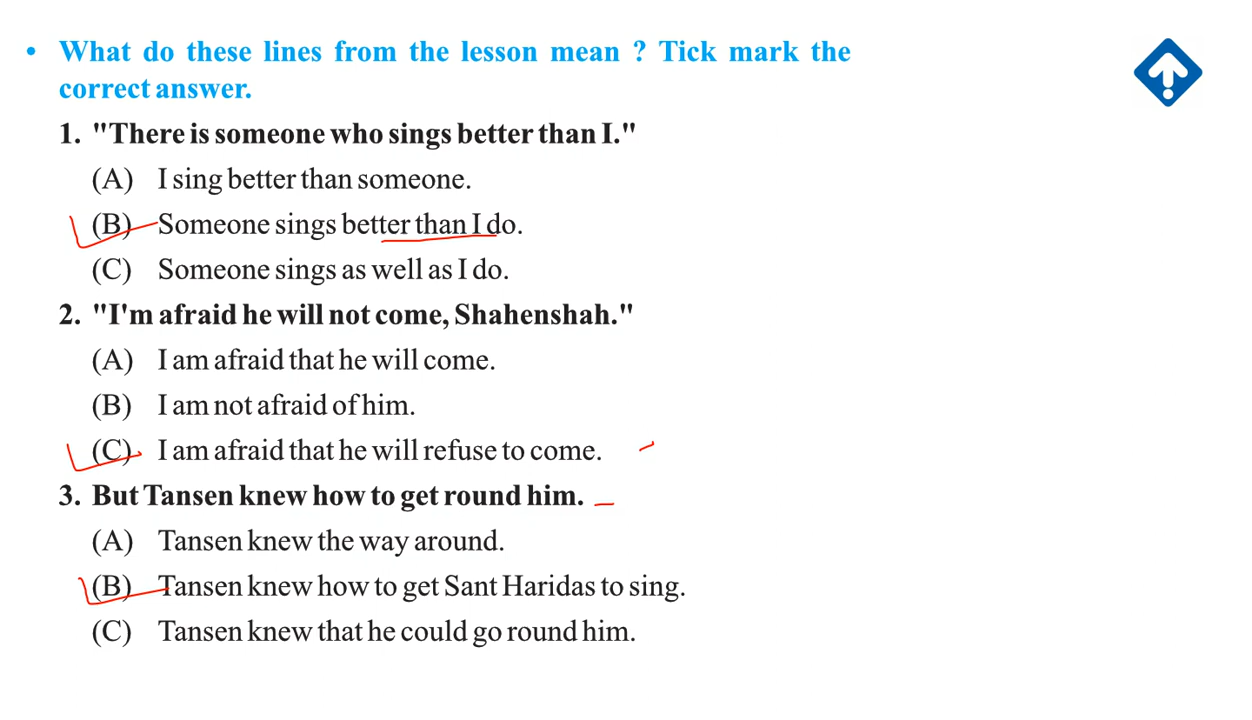 • What do these lines from the lesson mean ? Tick mark the
correct answer.
1. "There is someone who sings better than I."
(A) I sing better than someone.
(B) Someone sings better than I do.
(C) Someone sings as well as I do.
2. "I'm afraid he will not come, Shahenshah."
(A) I am afraid that he will come.
(B) I am not afraid of him.
(C) I am afraid that he will refuse to come.
3. But Tansen knew how to get round him.
(A) Tansen knew the way around.
(B) Tansen knew how to get Sant Haridas to sing.
(C) Tansen knew that he could go round him.